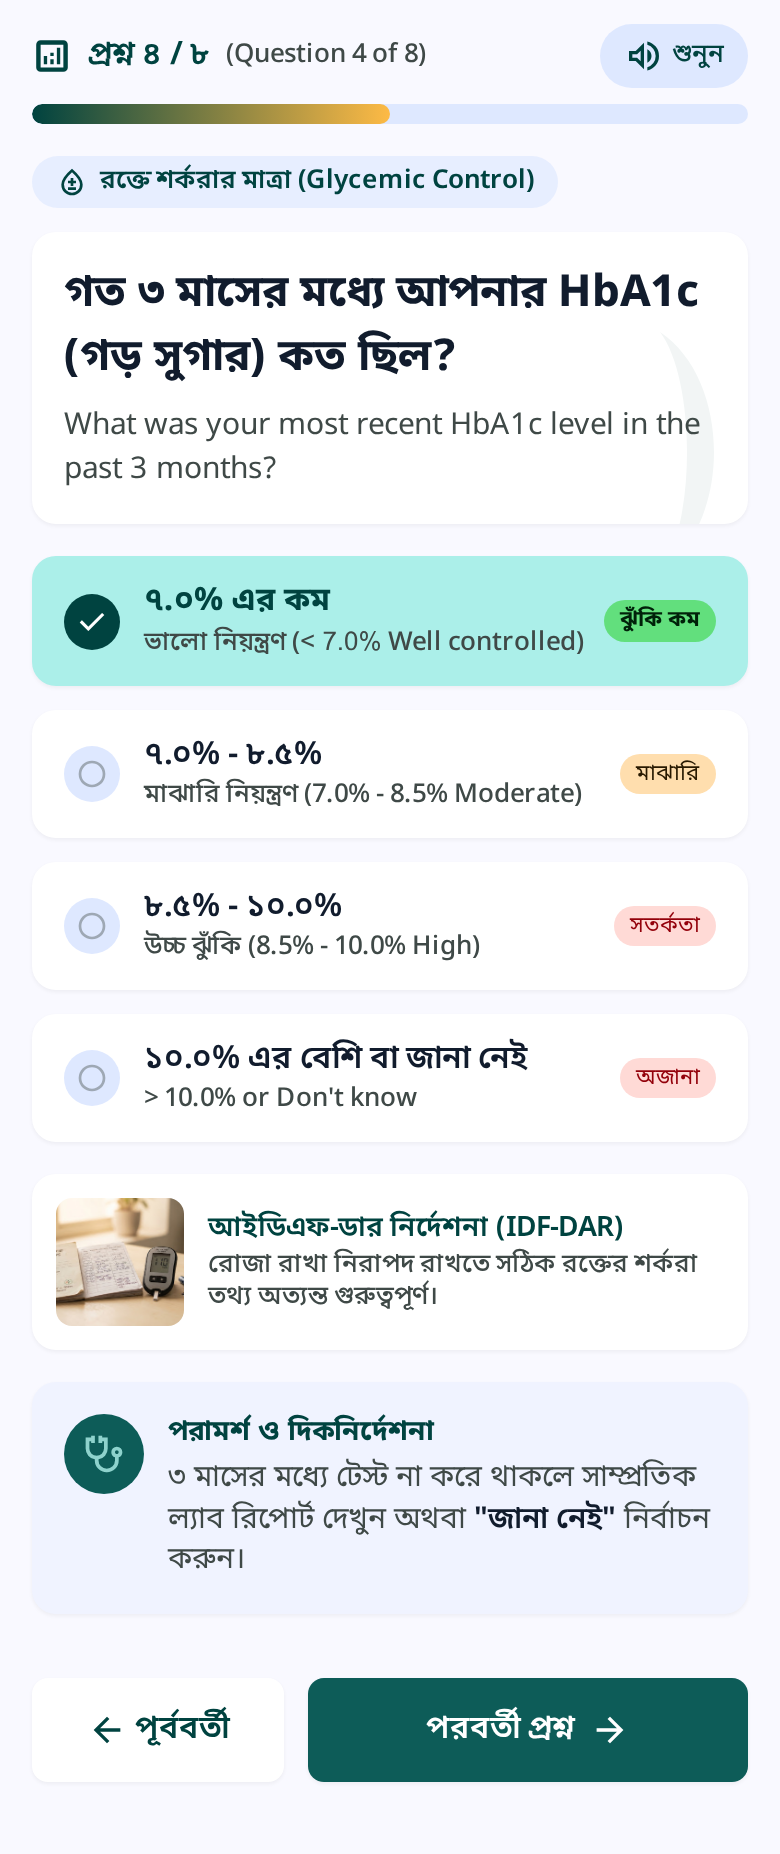 প্রশ্ন ৪ / ৮ (Question 4 of 8)
শুনুন
রক্তে শর্করার মাত্রা (Glycemic Control)
গত ৩ মাসের মধ্যে আপনার HbA1c
(গড় সুগার) কত ছিল?
What was your most recent HbA1c level in the
past 3 months?
৭.০% এর কম
ভালো নিয়ন্ত্রণ (< 7.0% Well controlled)
ঝুঁকি কম
৭.০% - ৮.৫%
মাঝারি নিয়ন্ত্রণ (7.0% - 8.5% Moderate)
মাঝারি
৮.৫% - ১০.০%
উচ্চ ঝুঁকি (8.5% - 10.0% High)
সতর্কতা
১০.০% এর বেশি বা জানা নেই
> 10.0% or Don't know
অজানা
আইডিএফ-ডার নির্দেশনা (IDF-DAR)
রোজা রাখা নিরাপদ রাখতে সঠিক রক্তের শর্করা
তথ্য অত্যন্ত গুরুত্বপূর্ণ।
পরামর্শ ও দিকনির্দেশনা
৩ মাসের মধ্যে টেস্ট না করে থাকলে সাম্প্রতিক
ল্যাব রিপোর্ট দেখুন অথবা "জানা নেই" নির্বাচন
করুন।
← পূর্ববর্তী
পরবর্তী প্রশ্ন →